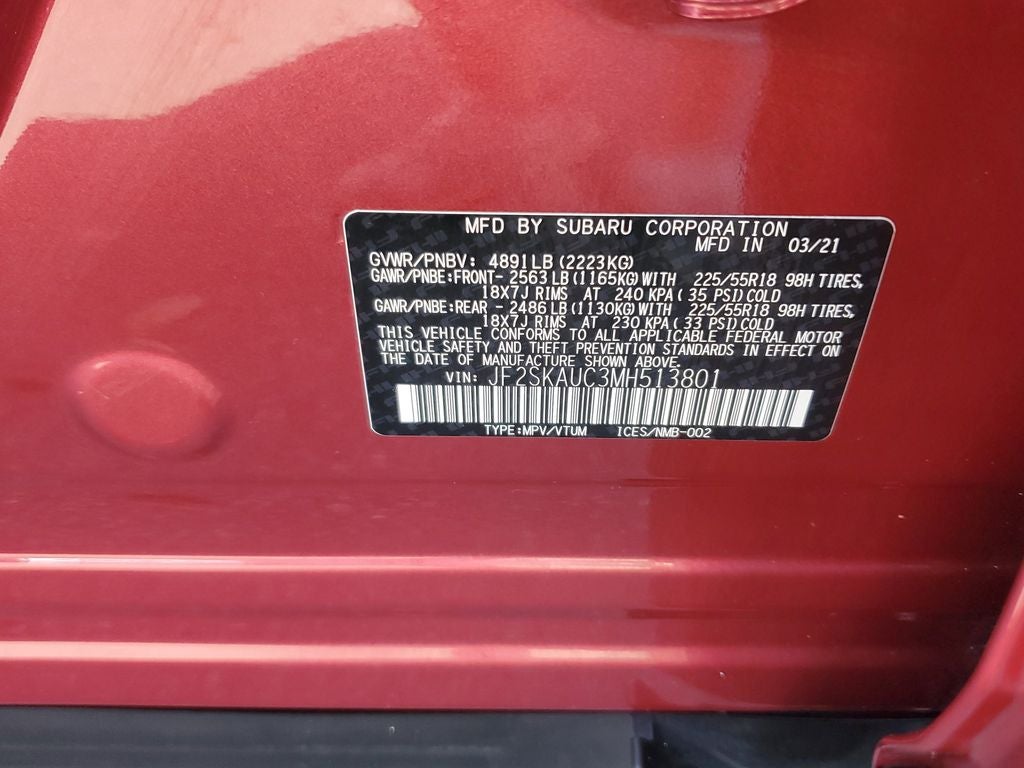 MFD BY SUBARU CORPORATION
MFD IN 03/21
GVWR/PNBV: 4891LB (2223KG)
GAWR/PNBE:FRONT- 2563 LB (1165KG) WITH 225/55R18 98H TIRES,
18X7J RIMS AT 240 KPA ( 35 PSI) COLD
GAWR/PNBE:REAR - 2486 LB (1130KG) WITH 225/55R18 98H TIRES,
18X7J RIMS AT 230 KPA ( 33 PSI) COLD
THIS VEHICLE CONFORMS TO ALL APPLICABLE FEDERAL MOTOR
VEHICLE SAFETY AND THEFT PREVENTION STANDARDS IN EFFECT ON
THE DATE OF MANUFACTURE SHOWN ABOVE.
VIN: JF2SKAUC3MH513801
TYPE:MPV/VTUM ICES/NMB-002